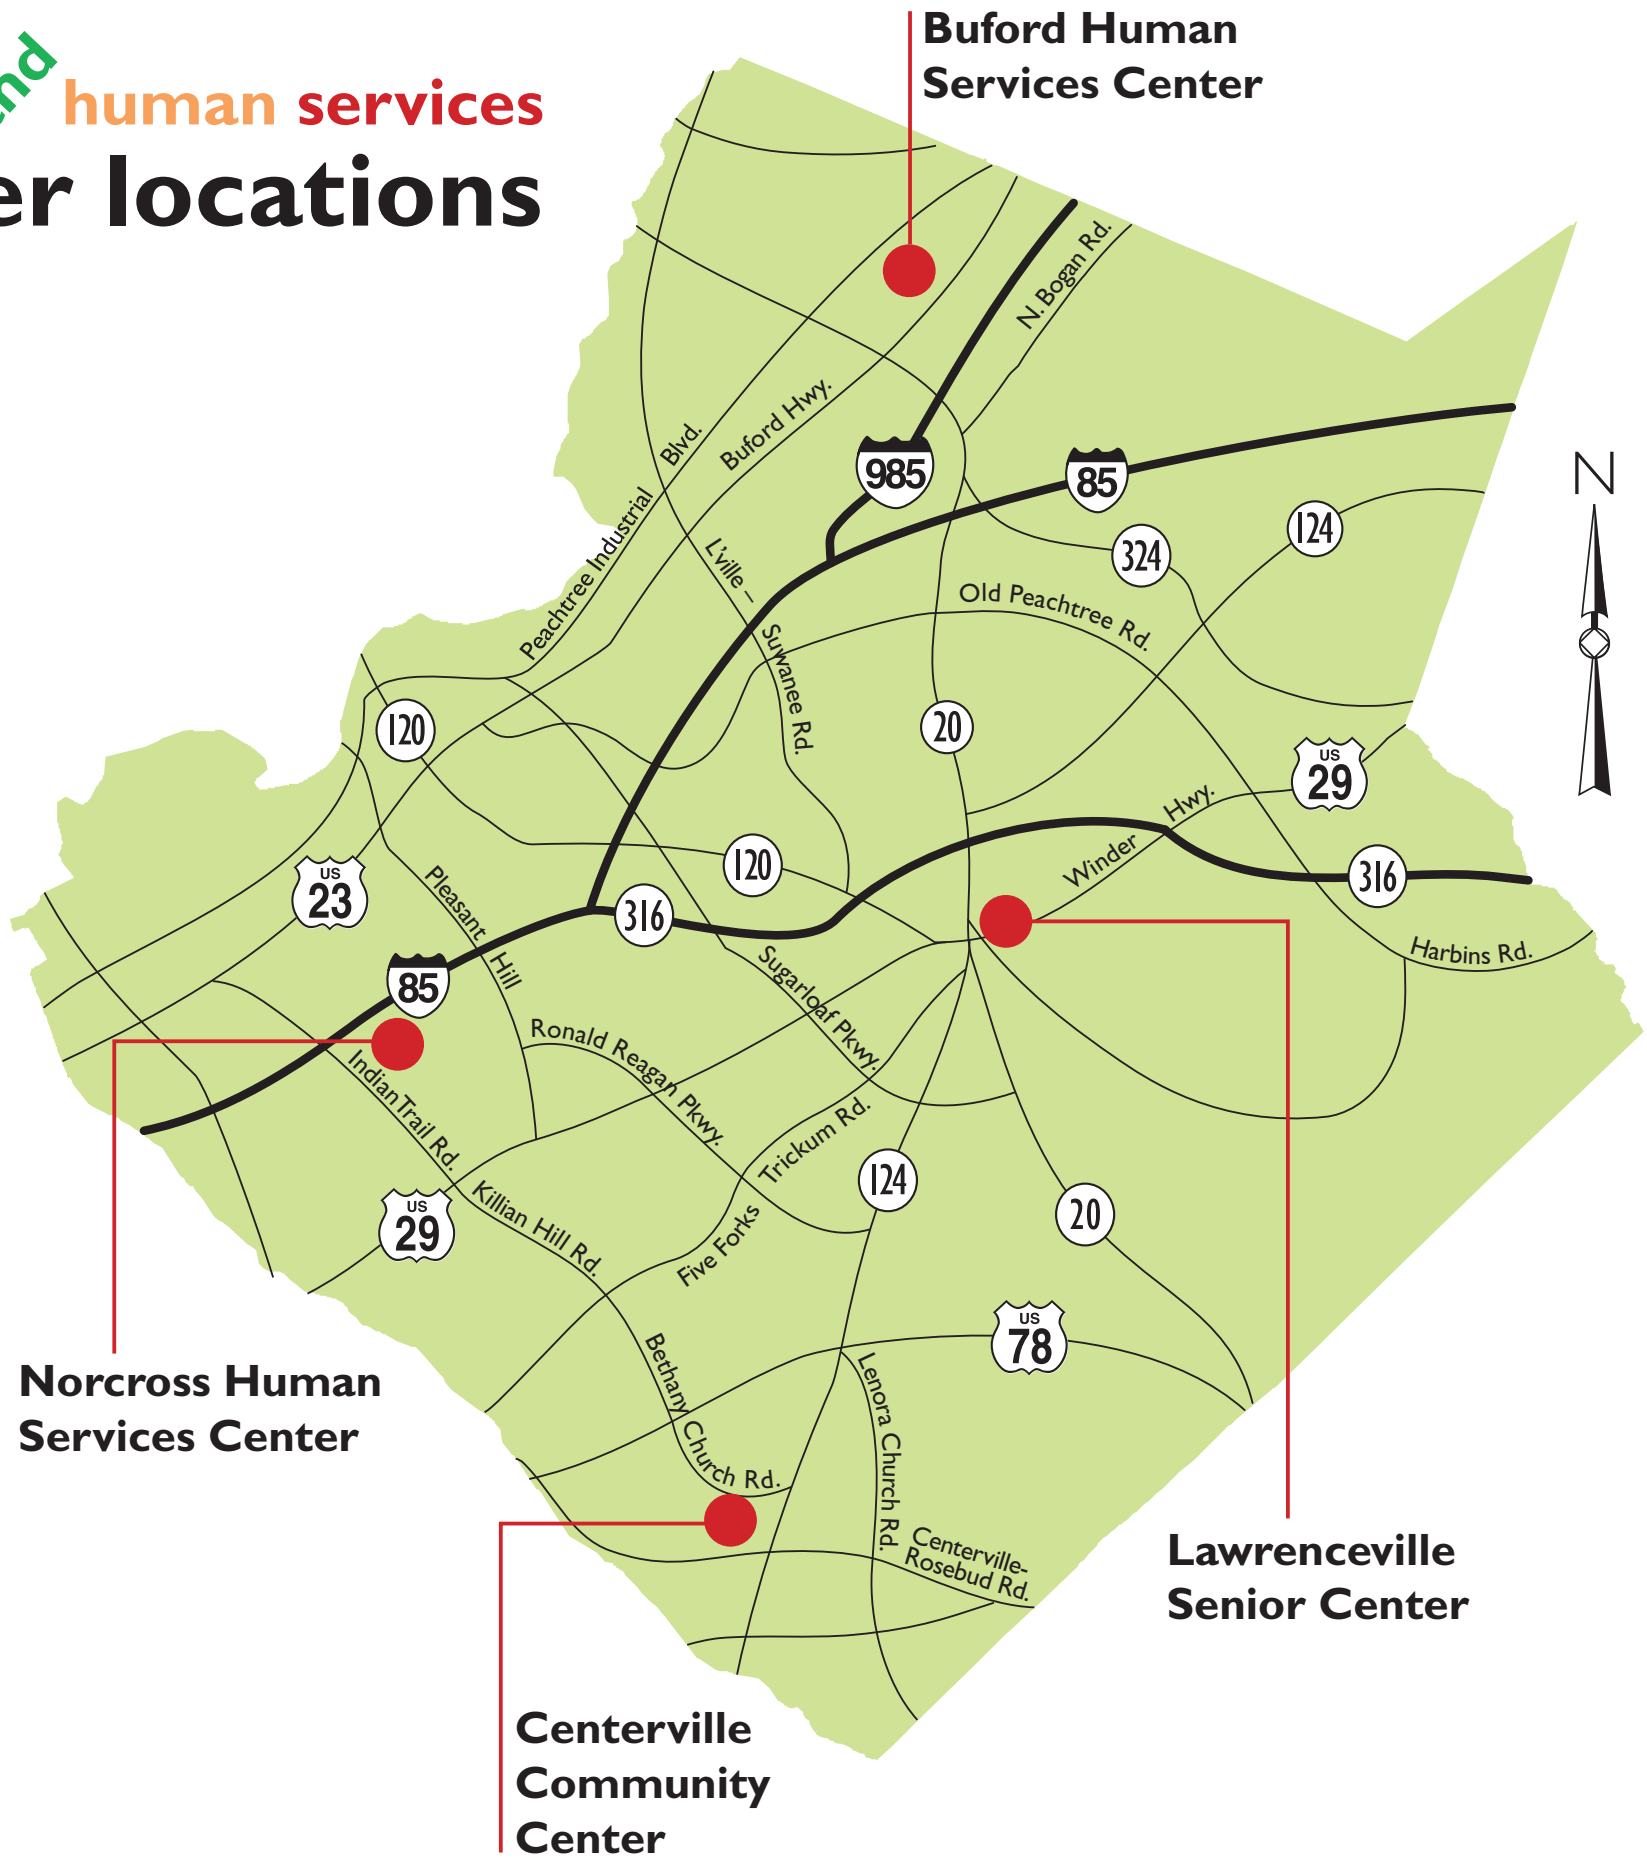 nd
human services
er locations
Buford Human
Services Center
N. Bogan Rd.
Buford Hwy.
Peachtree Industrial Blvd.
985
85
N
124
324
L'ville – Suwanee Rd.
Old Peachtree Rd.
120
20
US
29
Winder Hwy.
120
316
316
US
23
Pleasant Hill
Harbins Rd.
85
Sugarloaf Pkwy.
Ronald Reagan Pkwy.
Indian Trail Rd.
Five Forks Trickum Rd.
124
20
US
29
Killian Hill Rd.
US
78
Bethany Church Rd.
Lenora Church Rd.
Centerville-
Rosebud Rd.
Norcross Human
Services Center
Lawrenceville
Senior Center
Centerville
Community
Center